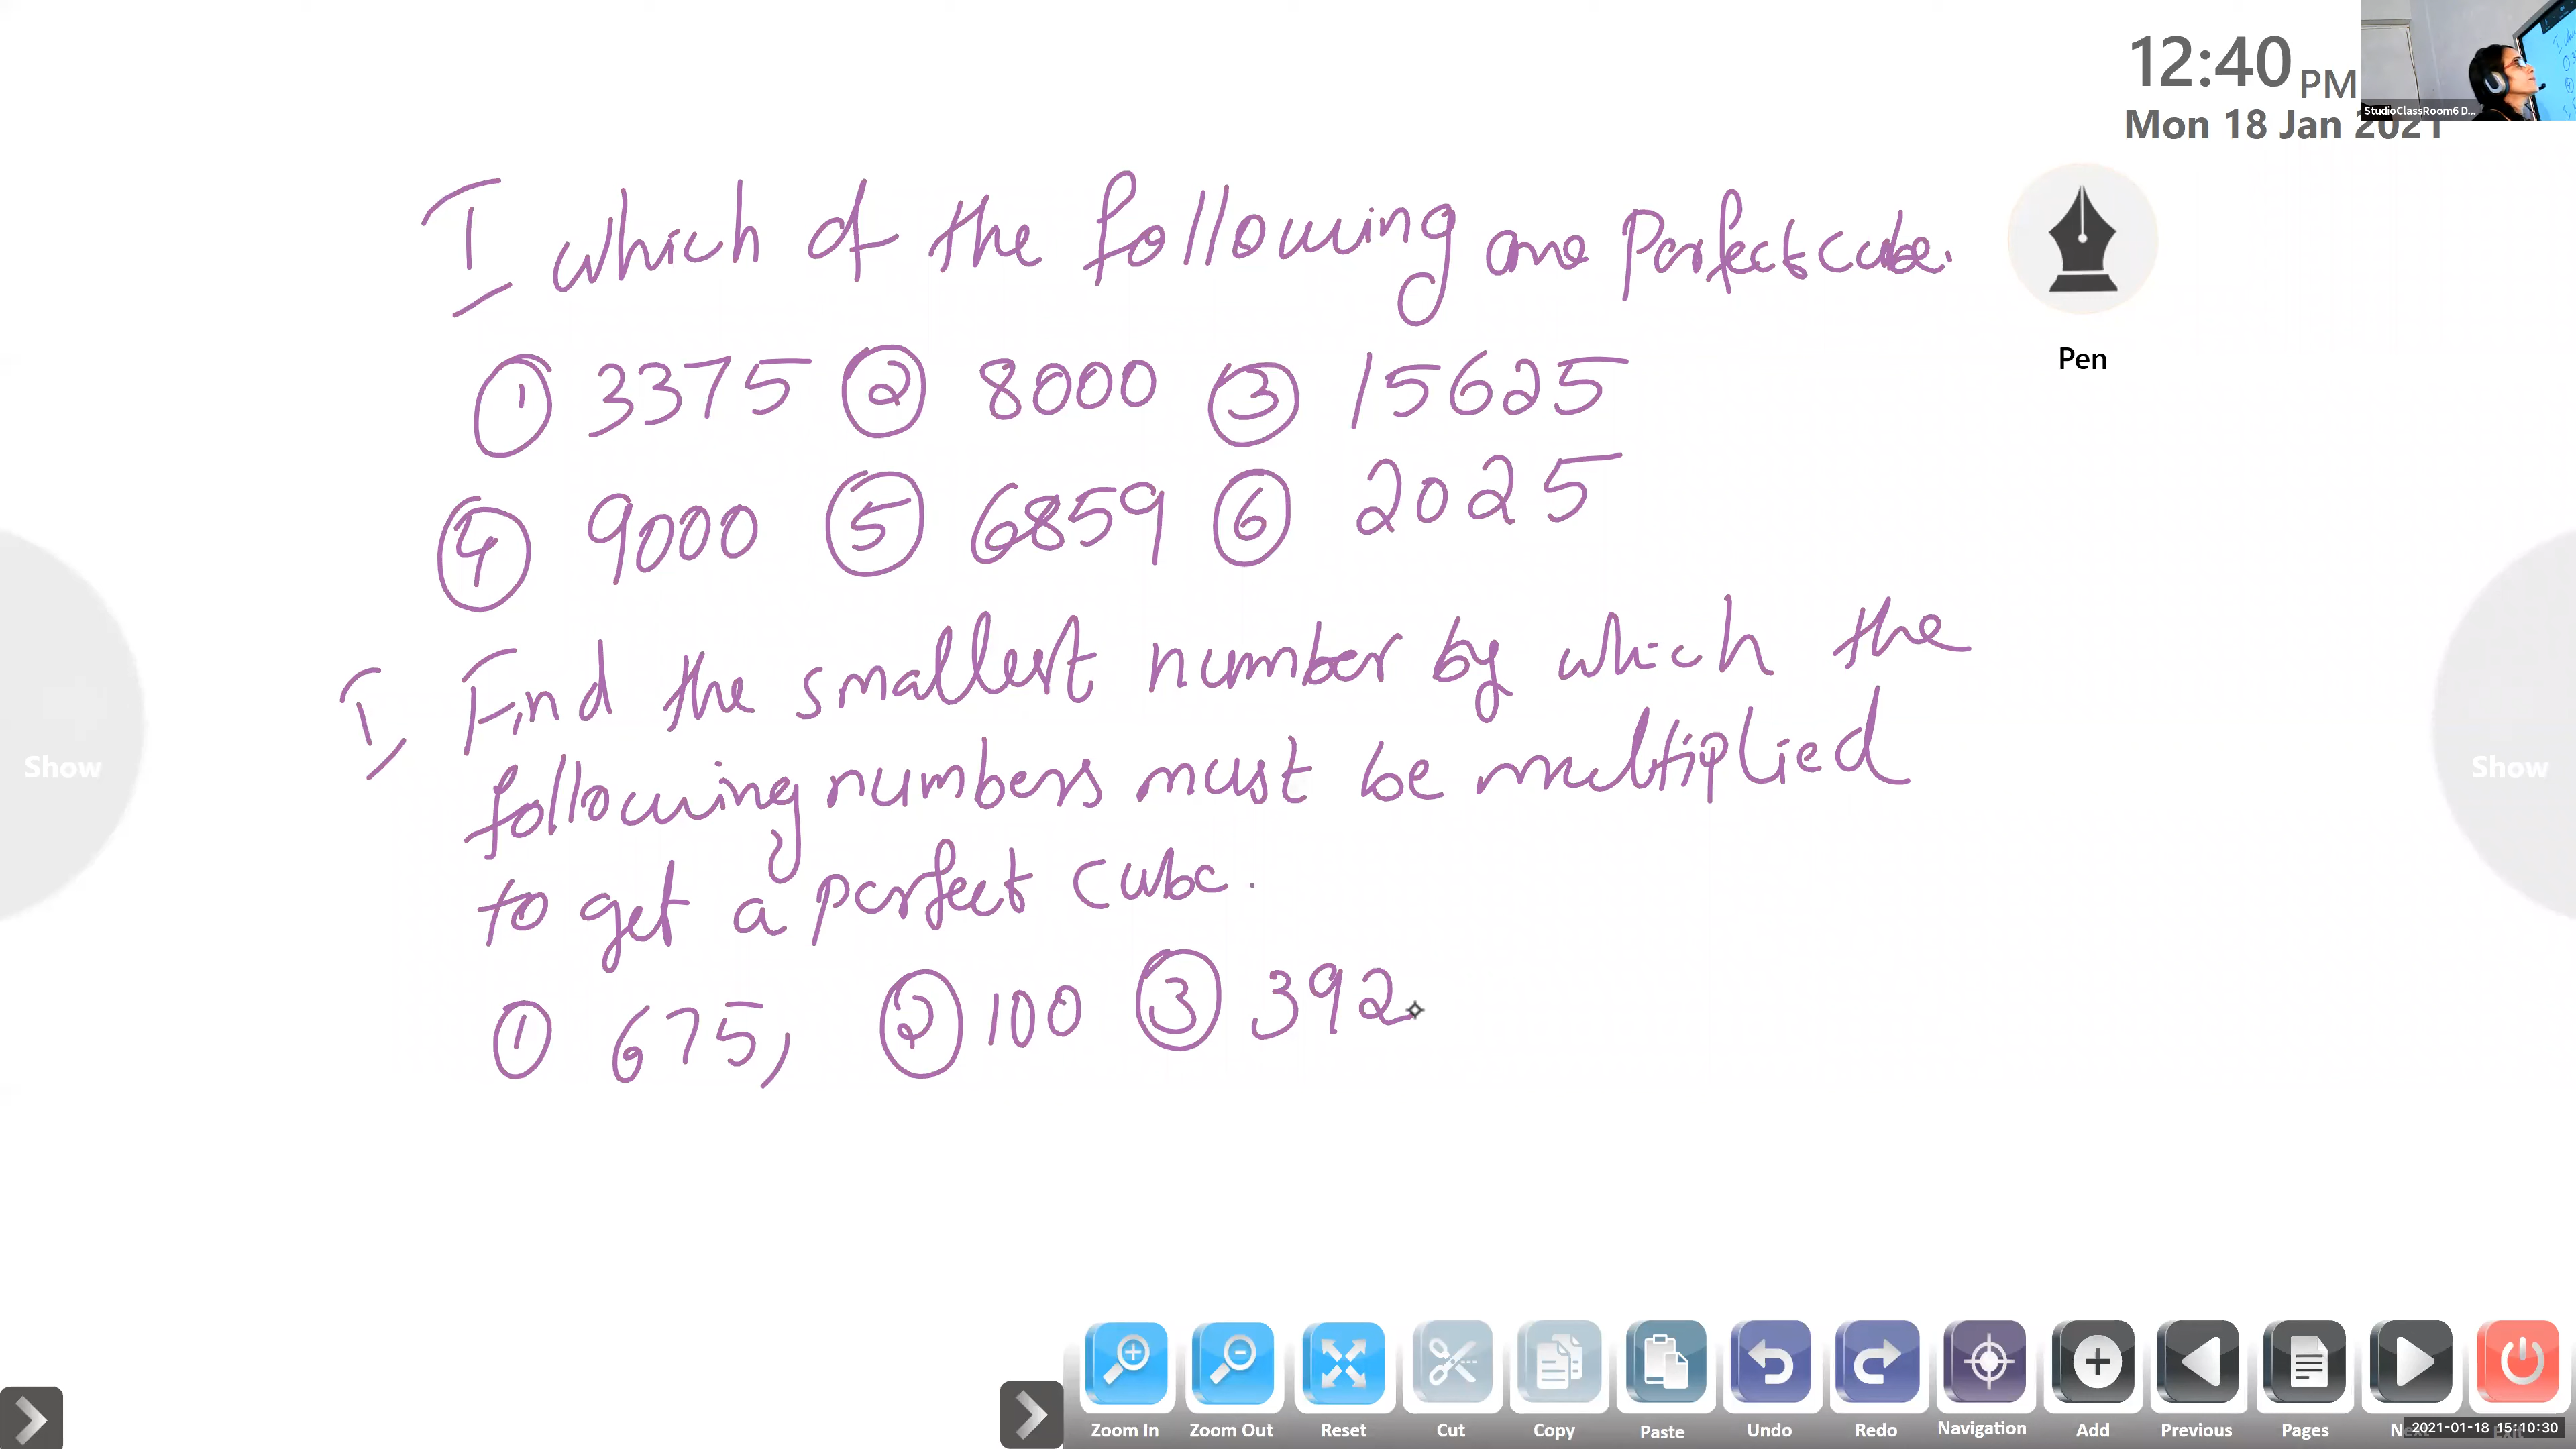 12:40 PM
Mon 18 Jan 2021
StudioClassRoom6 D...
I which of the following are Perfect cube.
① 3375 ② 8000 ③ 15625
④ 9000 ⑤ 6859 ⑥ 2025
I Find the smallest number by which the
following numbers must be multiplied
to get a perfect cube.
① 675, ② 100 ③ 392
Pen
Show
Show
Zoom In Zoom Out Reset Cut Copy Paste Undo Redo Navigation Add Previous Pages
2021-01-18 15:10:30